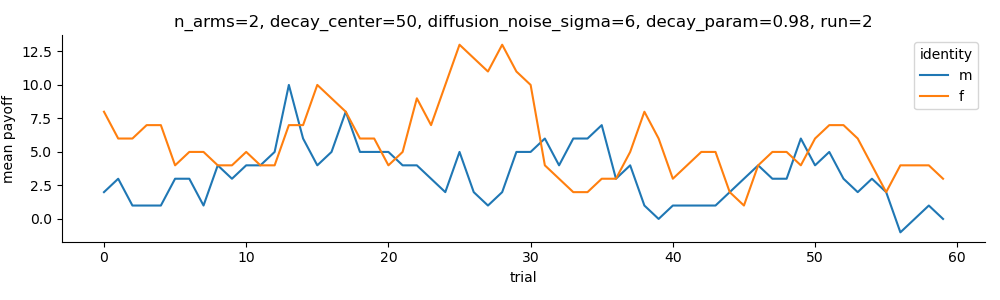 n_arms=2, decay_center=50, diffusion_noise_sigma=6, decay_param=0.98, run=2
mean payoff
12.5
10.0
7.5
5.0
2.5
0.0
identity
m
f
0 10 20 30 40 50 60
trial